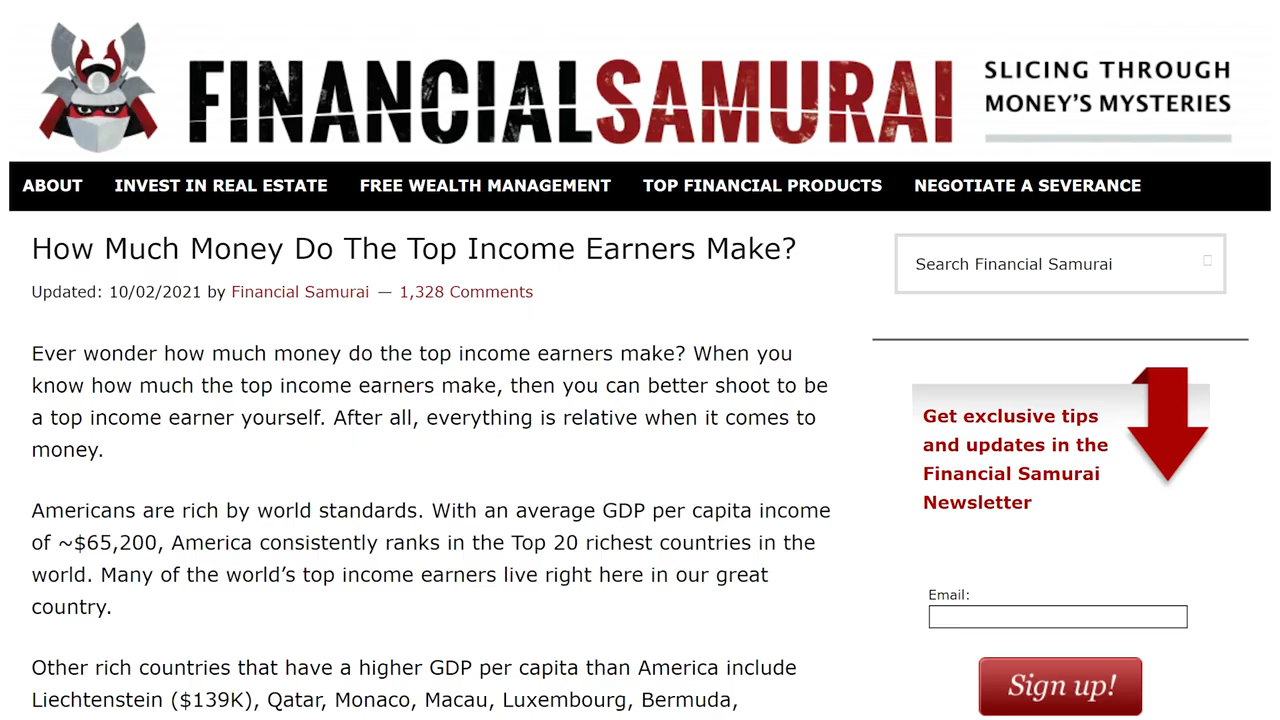 FINANCIALSAMURAI
SLICING THROUGH
MONEY'S MYSTERIES
ABOUT
INVEST IN REAL ESTATE
FREE WEALTH MANAGEMENT
TOP FINANCIAL PRODUCTS
NEGOTIATE A SEVERANCE
How Much Money Do The Top Income Earners Make?
Updated: 10/02/2021 by Financial Samurai — 1,328 Comments
Ever wonder how much money do the top income earners make? When you
know how much the top income earners make, then you can better shoot to be
a top income earner yourself. After all, everything is relative when it comes to
money.
Americans are rich by world standards. With an average GDP per capita income
of ~$65,200, America consistently ranks in the Top 20 richest countries in the
world. Many of the world’s top income earners live right here in our great
country.
Other rich countries that have a higher GDP per capita than America include
Liechtenstein ($139K), Qatar, Monaco, Macau, Luxembourg, Bermuda,
Search Financial Samurai
Get exclusive tips
and updates in the
Financial Samurai
Newsletter
Email:
Sign up!